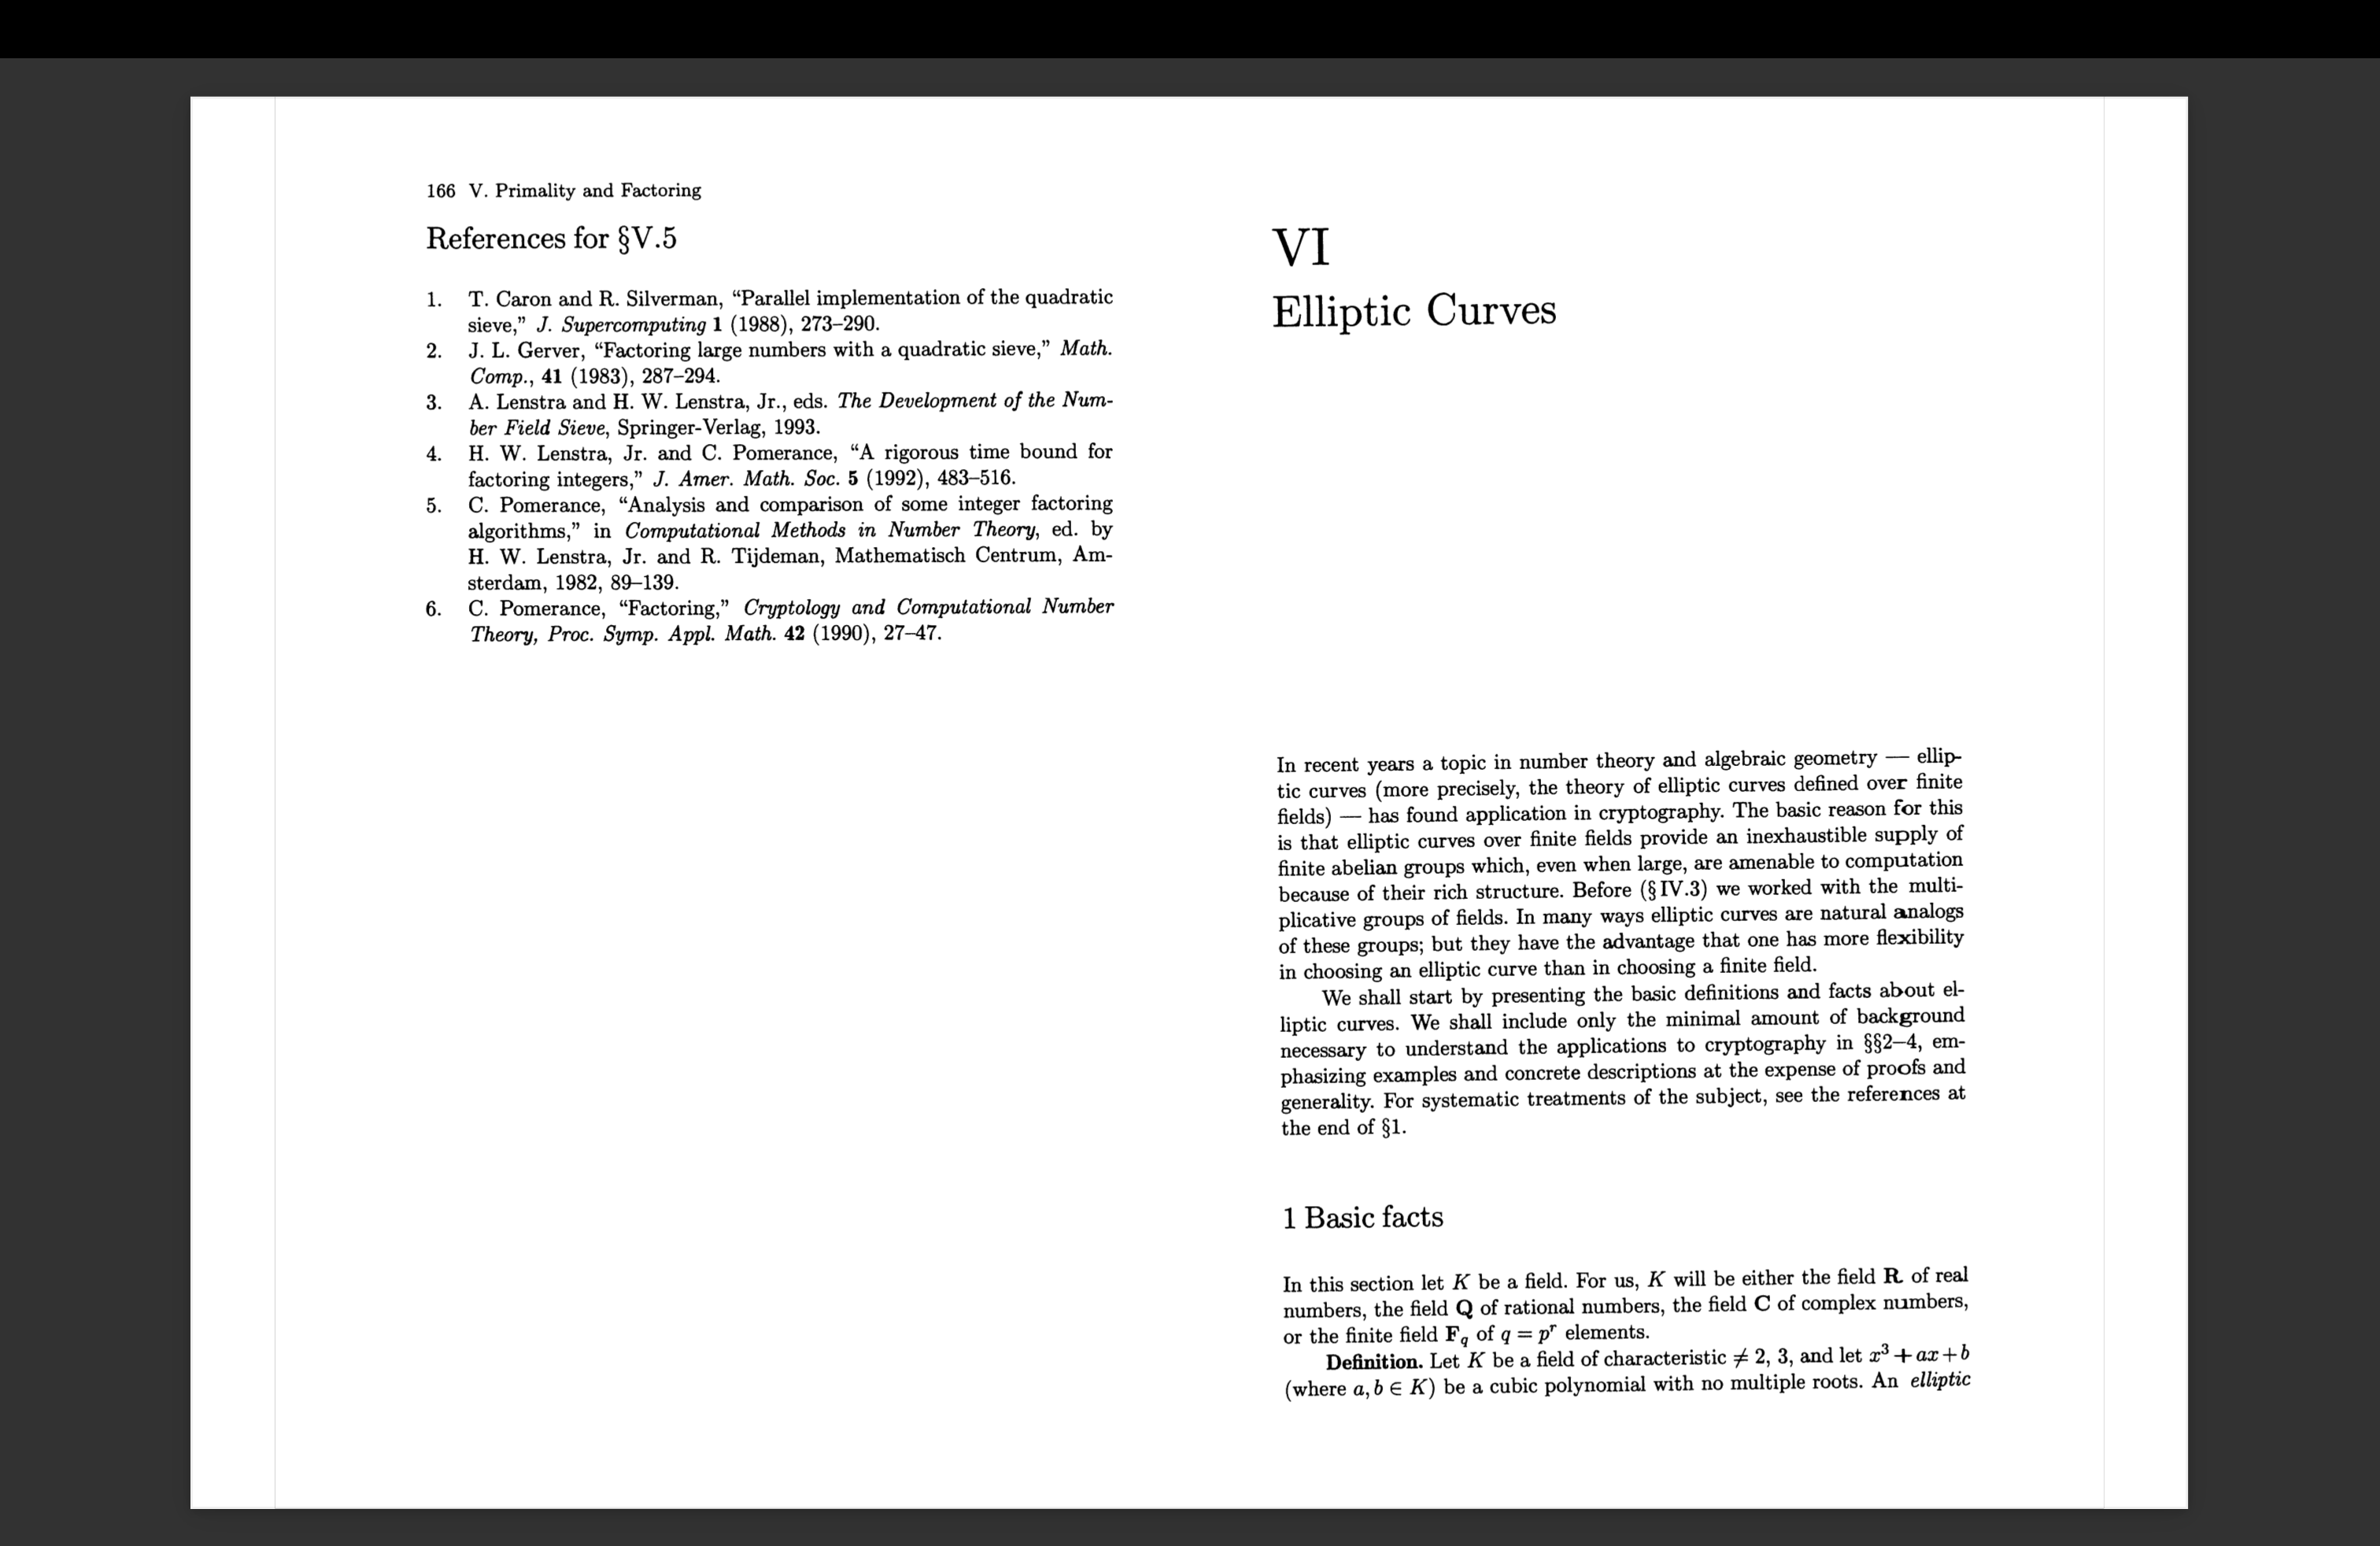 166 V. Primality and Factoring
References for §V.5
1. T. Caron and R. Silverman, “Parallel implementation of the quadratic
sieve,” J. Supercomputing 1 (1988), 273–290.
2. J. L. Gerver, “Factoring large numbers with a quadratic sieve,” Math.
Comp., 41 (1983), 287–294.
3. A. Lenstra and H. W. Lenstra, Jr., eds. The Development of the Num-
ber Field Sieve, Springer-Verlag, 1993.
4. H. W. Lenstra, Jr. and C. Pomerance, “A rigorous time bound for
factoring integers,” J. Amer. Math. Soc. 5 (1992), 483–516.
5. C. Pomerance, “Analysis and comparison of some integer factoring
algorithms,” in Computational Methods in Number Theory, ed. by
H. W. Lenstra, Jr. and R. Tijdeman, Mathematisch Centrum, Am-
sterdam, 1982, 89–139.
6. C. Pomerance, “Factoring,” Cryptology and Computational Number
Theory, Proc. Symp. Appl. Math. 42 (1990), 27–47.
VI
Elliptic Curves
In recent years a topic in number theory and algebraic geometry — ellip-
tic curves (more precisely, the theory of elliptic curves defined over finite
fields) — has found application in cryptography. The basic reason for this
is that elliptic curves over finite fields provide an inexhaustible supply of
finite abelian groups which, even when large, are amenable to computation
because of their rich structure. Before (§IV.3) we worked with the multi-
plicative groups of fields. In many ways elliptic curves are natural analogs
of these groups; but they have the advantage that one has more flexibility
in choosing an elliptic curve than in choosing a finite field.
We shall start by presenting the basic definitions and facts about el-
liptic curves. We shall include only the minimal amount of background
necessary to understand the applications to cryptography in §§2–4, em-
phasizing examples and concrete descriptions at the expense of proofs and
generality. For systematic treatments of the subject, see the references at
the end of §1.
1 Basic facts
In this section let K be a field. For us, K will be either the field R of real
numbers, the field Q of rational numbers, the field C of complex numbers,
or the finite field F_q of q = p^r elements.
Definition. Let K be a field of characteristic ≠ 2, 3, and let x³ + ax + b
(where a, b ∈ K) be a cubic polynomial with no multiple roots. An elliptic